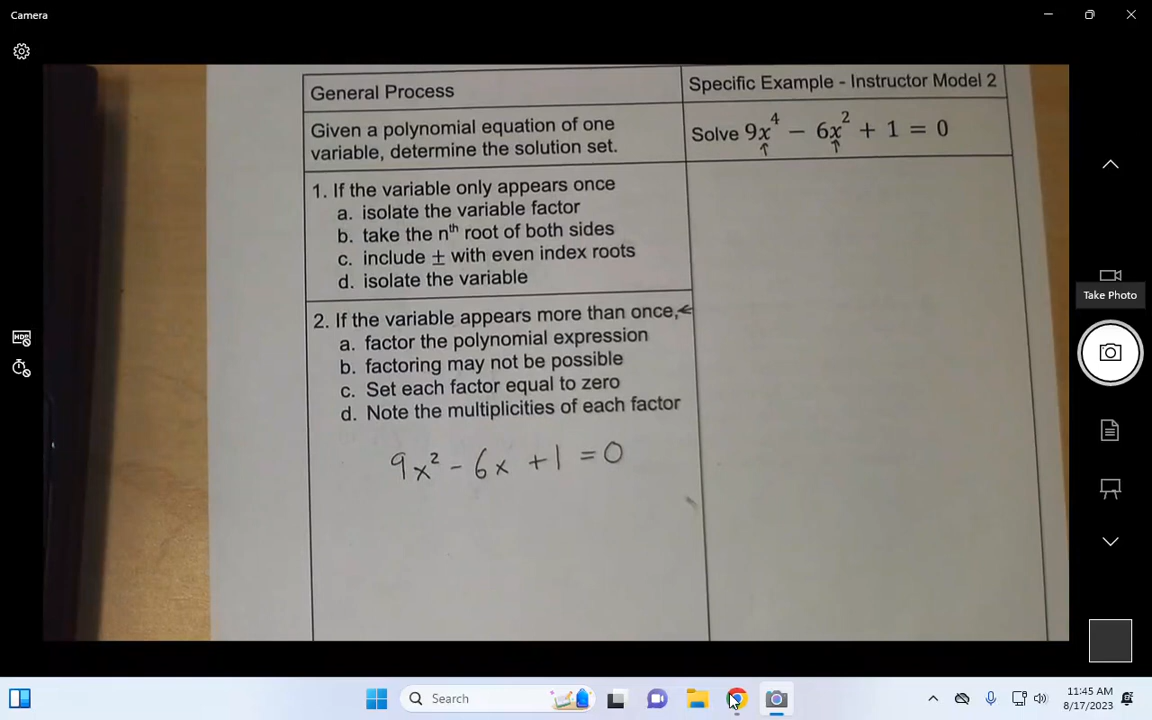 Camera
General Process
Specific Example - Instructor Model 2
Given a polynomial equation of one
variable, determine the solution set.
Solve 9x⁴ − 6x² + 1 = 0
1. If the variable only appears once
a. isolate the variable factor
b. take the nᵗʰ root of both sides
c. include ± with even index roots
d. isolate the variable
2. If the variable appears more than once,
a. factor the polynomial expression
b. factoring may not be possible
c. Set each factor equal to zero
d. Note the multiplicities of each factor
9x² - 6x + 1 = 0
Take Photo
Search
11:45 AM
8/17/2023